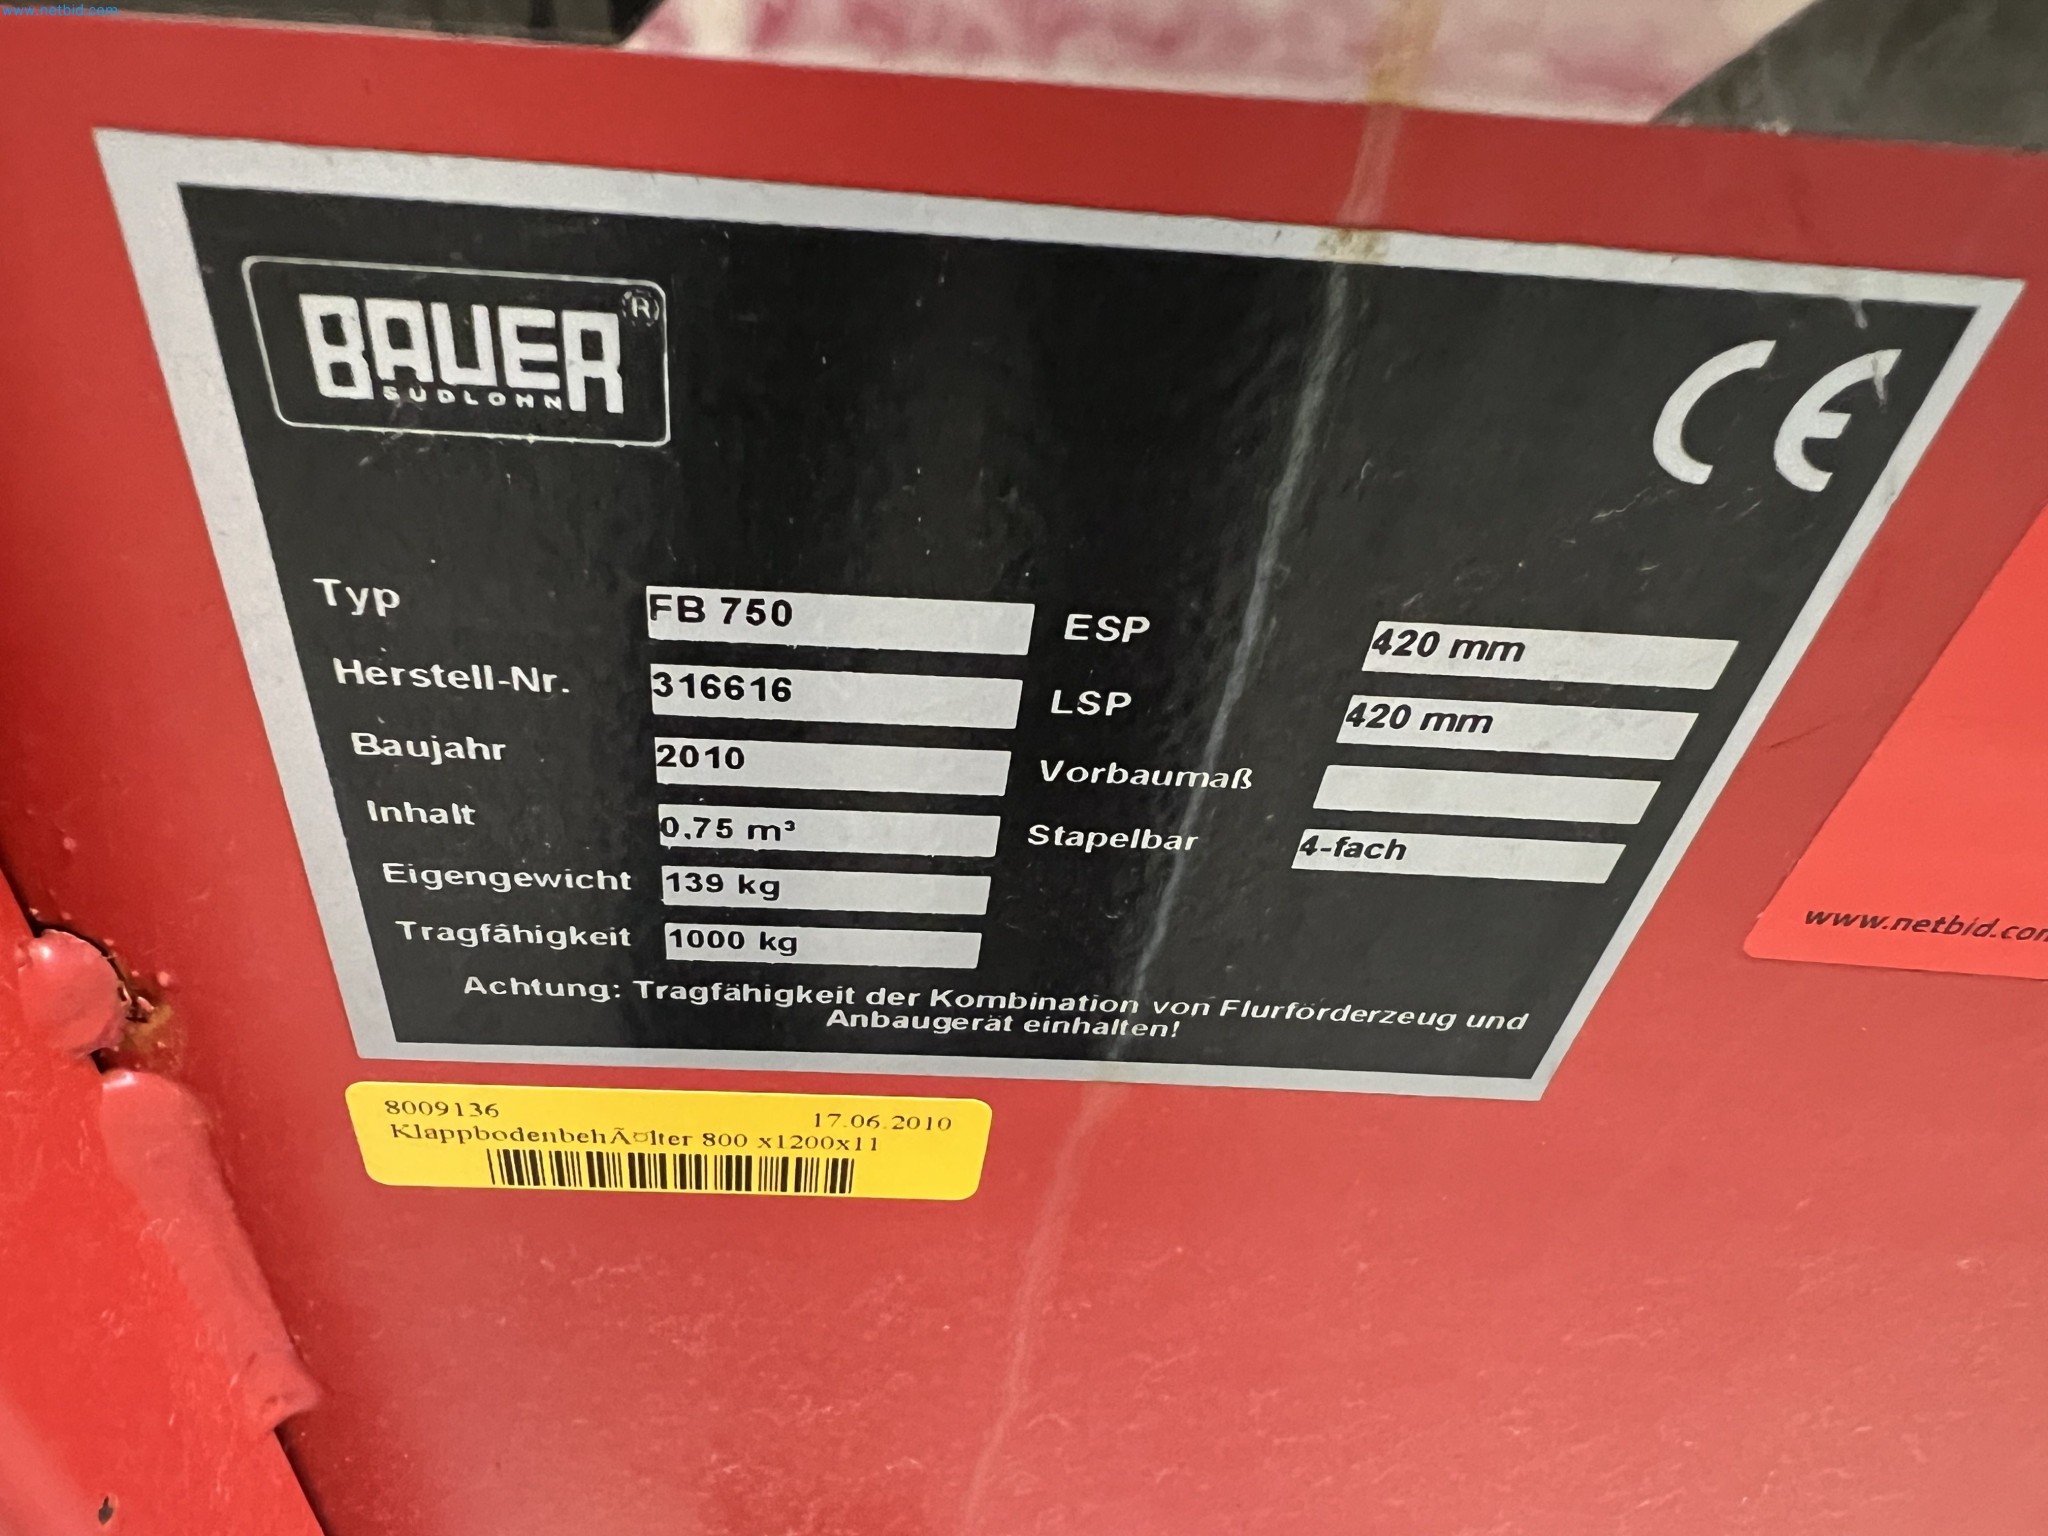 www.netbid.com
BAUER®
SÜDLOHN
CE
Typ FB 750 ESP 420 mm
Herstell-Nr. 316616 LSP 420 mm
Baujahr 2010 Vorbaumaß
Inhalt 0,75 m³ Stapelbar 4-fach
Eigengewicht 139 kg
Tragfähigkeit 1000 kg
Achtung: Tragfähigkeit der Kombination von Flurförderzeug und
Anbaugerät einhalten!
www.netbid.com
8009136 17.06.2010
KlappbodenbehÃ¤lter 800 x1200x11